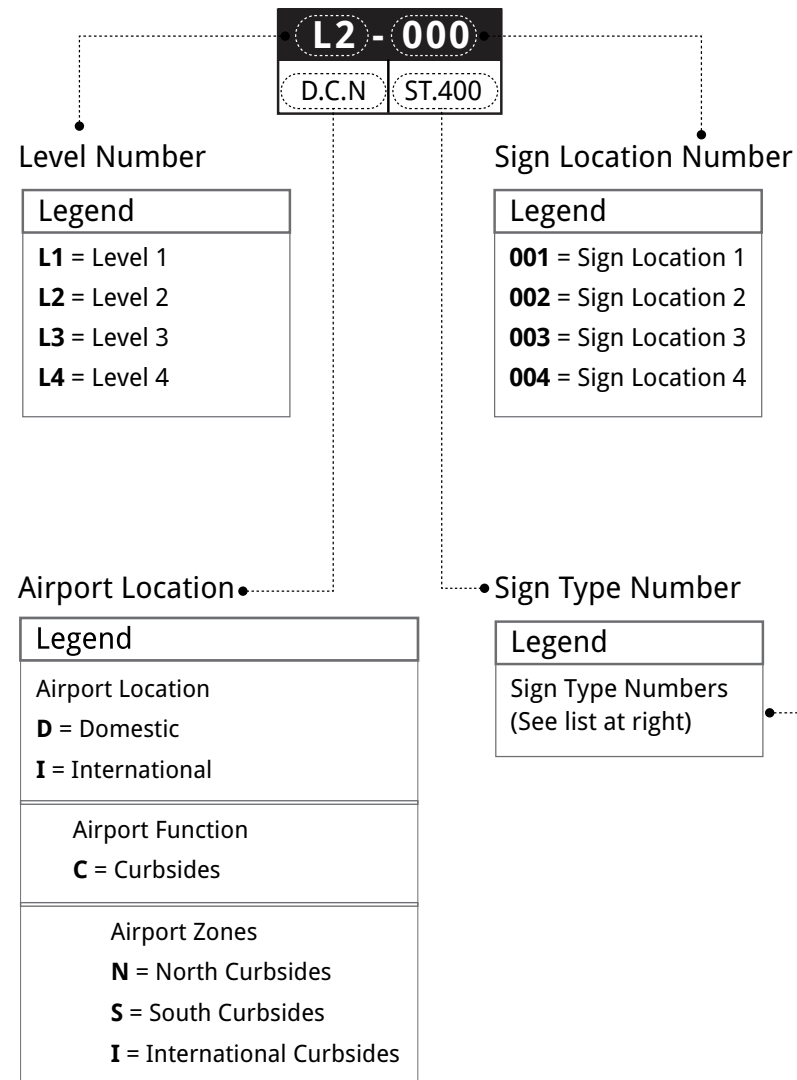 L2 - 000
D.C.N
ST.400
Level Number
Legend
L1 = Level 1
L2 = Level 2
L3 = Level 3
L4 = Level 4
Sign Location Number
Legend
001 = Sign Location 1
002 = Sign Location 2
003 = Sign Location 3
004 = Sign Location 4
Airport Location
Legend
Airport Location
D = Domestic
I = International
Airport Function
C = Curbsides
Airport Zones
N = North Curbsides
S = South Curbsides
I = International Curbsides
Sign Type Number
Legend
Sign Type Numbers
(See list at right)